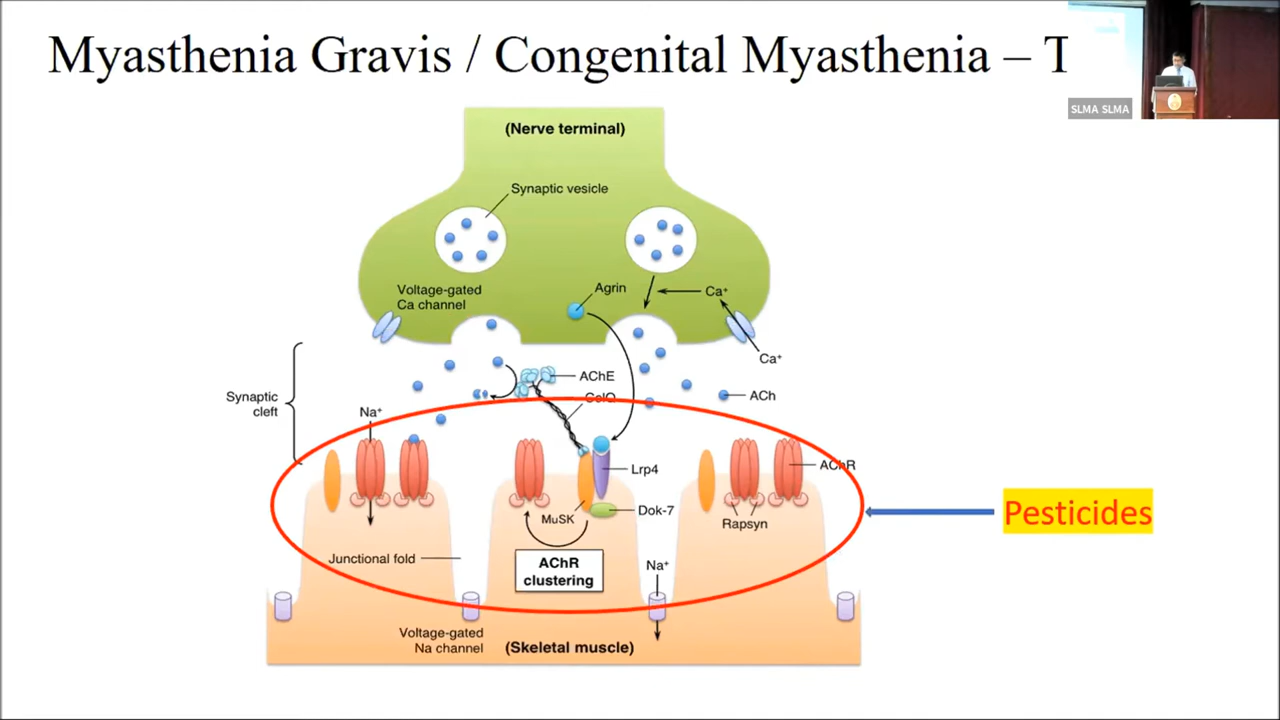 Myasthenia Gravis / Congenital Myasthenia – T
SLMA SLMA
(Nerve terminal)
Synaptic vesicle
Voltage-gated
Ca channel
Agrin
Ca⁺
Ca⁺
Synaptic
cleft
AChE
ColQ
ACh
Na⁺
AChR
Lrp4
MuSK
Dok-7
Rapsyn
Pesticides
Junctional fold
AChR
clustering
Na⁺
Voltage-gated
Na channel
(Skeletal muscle)